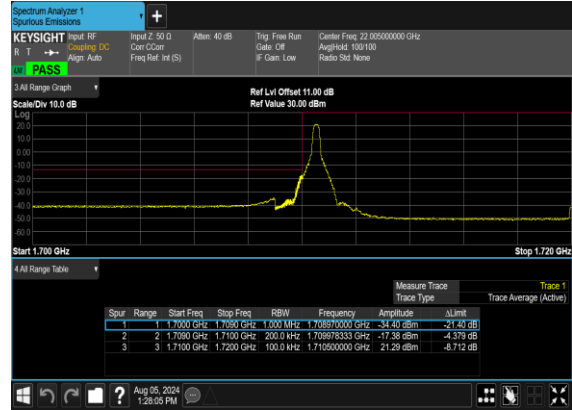 Spectrum Analyzer 1
Spurious Emissions
KEYSIGHT Input: RF Input Z: 50 Ω Atten: 40 dB Trig: Free Run Center Freq: 22.005000000 GHz
R T Coupling: DC Corr CCorr Gate: Off Avg|Hold: 100/100
Align: Auto Freq Ref: Int (S) IF Gain: Low Radio Std: None
PASS
3 All Range Graph
Ref Lvl Offset 11.00 dB
Scale/Div 10.0 dB Ref Value 30.00 dBm
Log
20.0
10.0
0.00
-10.0
-20.0
-30.0
-40.0
-50.0
-60.0
Start 1.700 GHz Stop 1.720 GHz
4 All Range Table
Measure Trace Trace 1
Trace Type Trace Average (Active)
Spur Range Start Freq Stop Freq RBW Frequency Amplitude ΔLimit
1 1 1.7000 GHz 1.7090 GHz 1.000 MHz 1.708970000 GHz -34.40 dBm -21.40 dB
2 2 1.7090 GHz 1.7100 GHz 200.0 kHz 1.709978333 GHz -17.38 dBm -4.379 dB
3 3 1.7100 GHz 1.7200 GHz 100.0 kHz 1.710500000 GHz 21.29 dBm -8.712 dB
Aug 05, 2024
1:28:05 PM